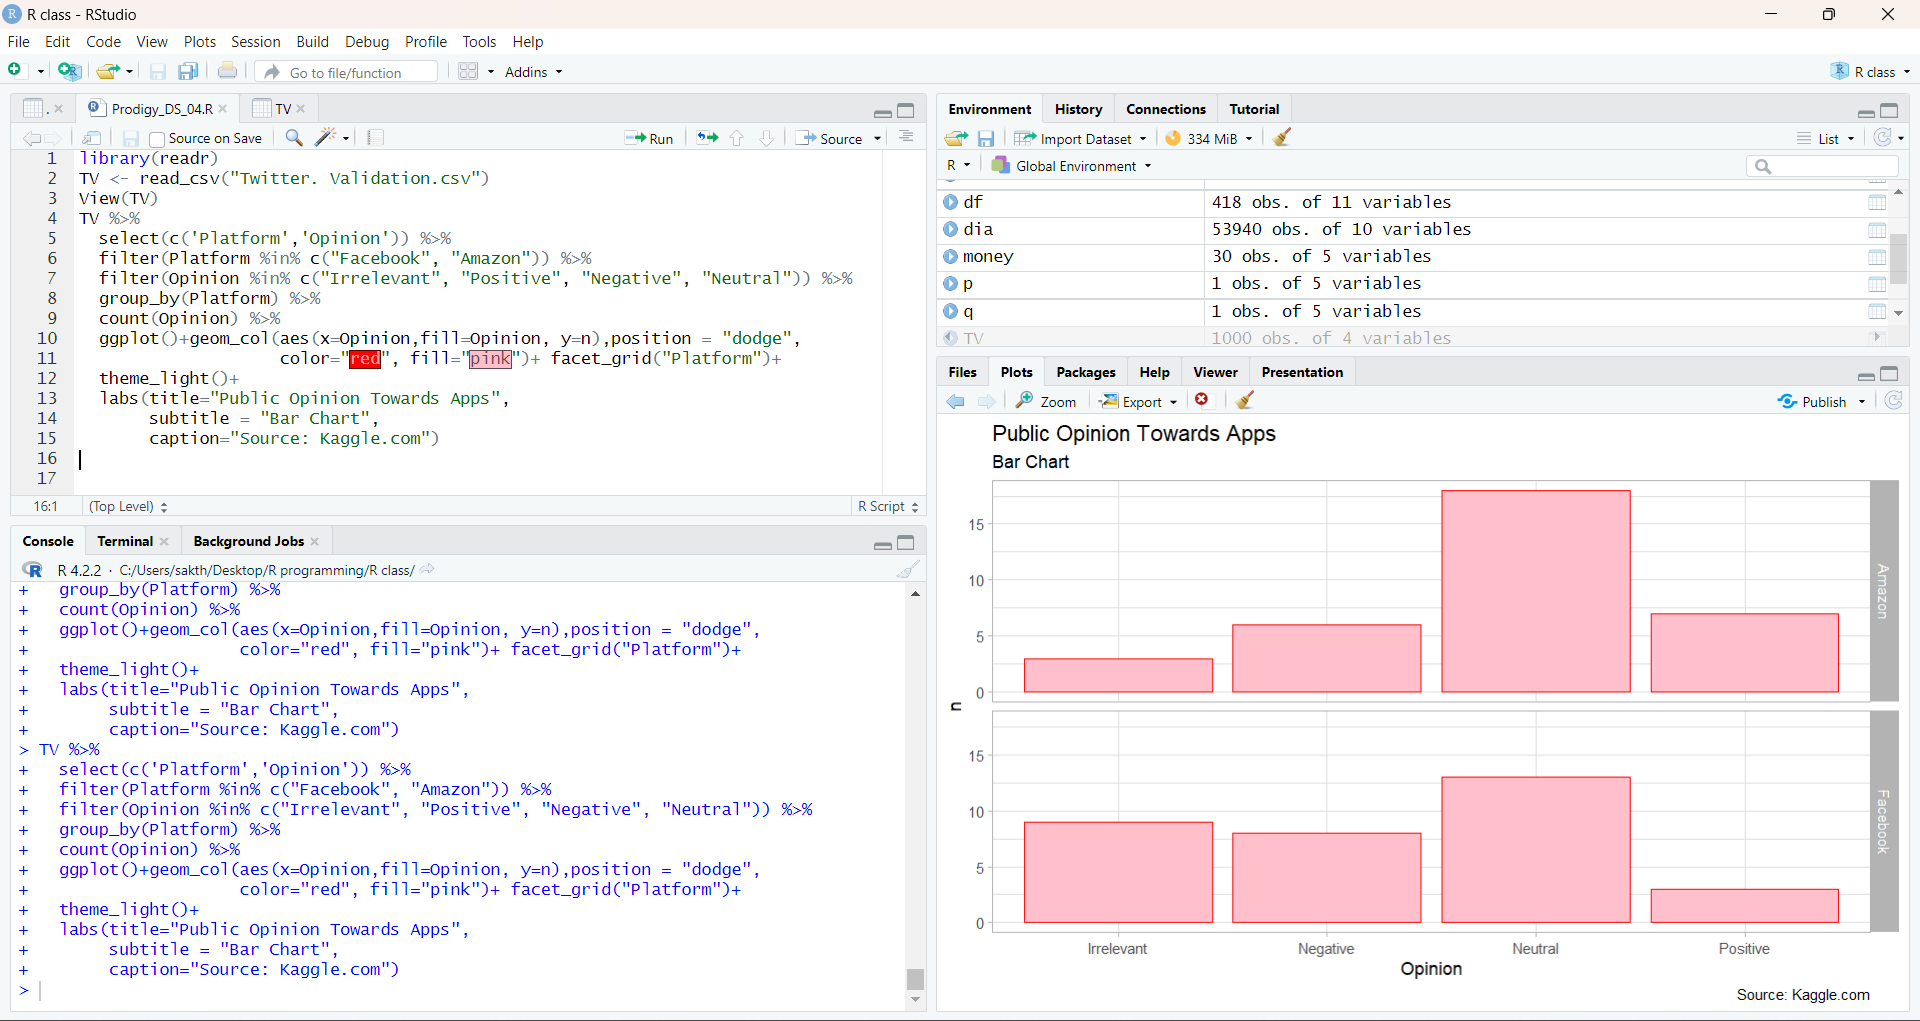 R class - RStudio
File Edit Code View Plots Session Build Debug Profile Tools Help
Go to file/function Addins R class
. Prodigy_DS_04.R TV
Source on Save Run Source
1 library(readr)
2 TV <- read_csv("Twitter. Validation.csv")
3 View(TV)
4 TV %>%
5 select(c('Platform','Opinion')) %>%
6 filter(Platform %in% c("Facebook", "Amazon")) %>%
7 filter(Opinion %in% c("Irrelevant", "Positive", "Negative", "Neutral")) %>%
8 group_by(Platform) %>%
9 count(Opinion) %>%
10 ggplot()+geom_col(aes(x=Opinion,fill=Opinion, y=n),position = "dodge",
11 color="red", fill="pink")+ facet_grid("Platform")+
12 theme_light()+
13 labs(title="Public Opinion Towards Apps",
14 subtitle = "Bar Chart",
15 caption="Source: Kaggle.com")
16
17
16:1 (Top Level) R Script
Console Terminal Background Jobs
R 4.2.2 · C:/Users/sakth/Desktop/R programming/R class/
+ group_by(Platform) %>%
+ count(Opinion) %>%
+ ggplot()+geom_col(aes(x=Opinion,fill=Opinion, y=n),position = "dodge",
+ color="red", fill="pink")+ facet_grid("Platform")+
+ theme_light()+
+ labs(title="Public Opinion Towards Apps",
+ subtitle = "Bar Chart",
+ caption="Source: Kaggle.com")
> TV %>%
+ select(c('Platform','Opinion')) %>%
+ filter(Platform %in% c("Facebook", "Amazon")) %>%
+ filter(Opinion %in% c("Irrelevant", "Positive", "Negative", "Neutral")) %>%
+ group_by(Platform) %>%
+ count(Opinion) %>%
+ ggplot()+geom_col(aes(x=Opinion,fill=Opinion, y=n),position = "dodge",
+ color="red", fill="pink")+ facet_grid("Platform")+
+ theme_light()+
+ labs(title="Public Opinion Towards Apps",
+ subtitle = "Bar Chart",
+ caption="Source: Kaggle.com")
>
Environment History Connections Tutorial
Import Dataset 334 MiB List
R Global Environment
df 418 obs. of 11 variables
dia 53940 obs. of 10 variables
money 30 obs. of 5 variables
p 1 obs. of 5 variables
q 1 obs. of 5 variables
TV 1000 obs. of 4 variables
Files Plots Packages Help Viewer Presentation
Zoom Export Publish
Public Opinion Towards Apps
Bar Chart
15
10
5
0
Amazon
n
15
10
5
0
Facebook
Irrelevant Negative Neutral Positive
Opinion
Source: Kaggle.com